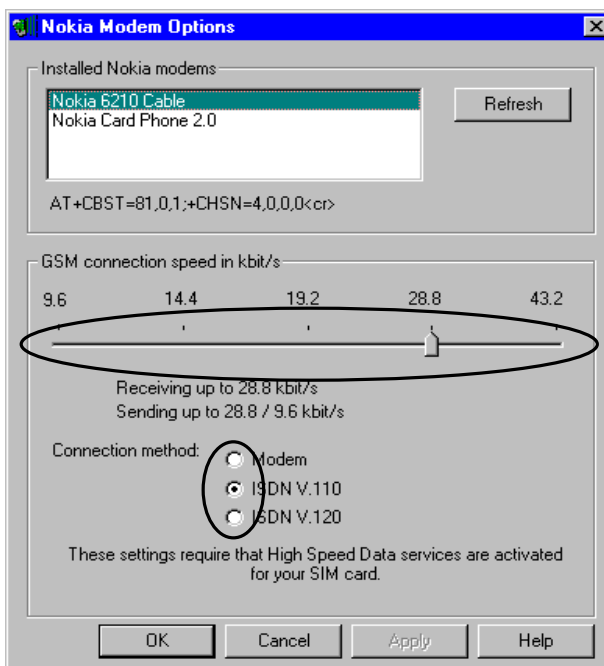 Nokia Modem Options
Installed Nokia modems
Nokia 6210 Cable
Nokia Card Phone 2.0
Refresh
AT+CBST=81,0,1;+CHSN=4,0,0,0<cr>
GSM connection speed in kbit/s
9.6 14.4 19.2 28.8 43.2
Receiving up to 28.8 kbit/s
Sending up to 28.8 / 9.6 kbit/s
Connection method:
Modem
ISDN V.110
ISDN V.120
These settings require that High Speed Data services are activated
for your SIM card.
OK Cancel Apply Help